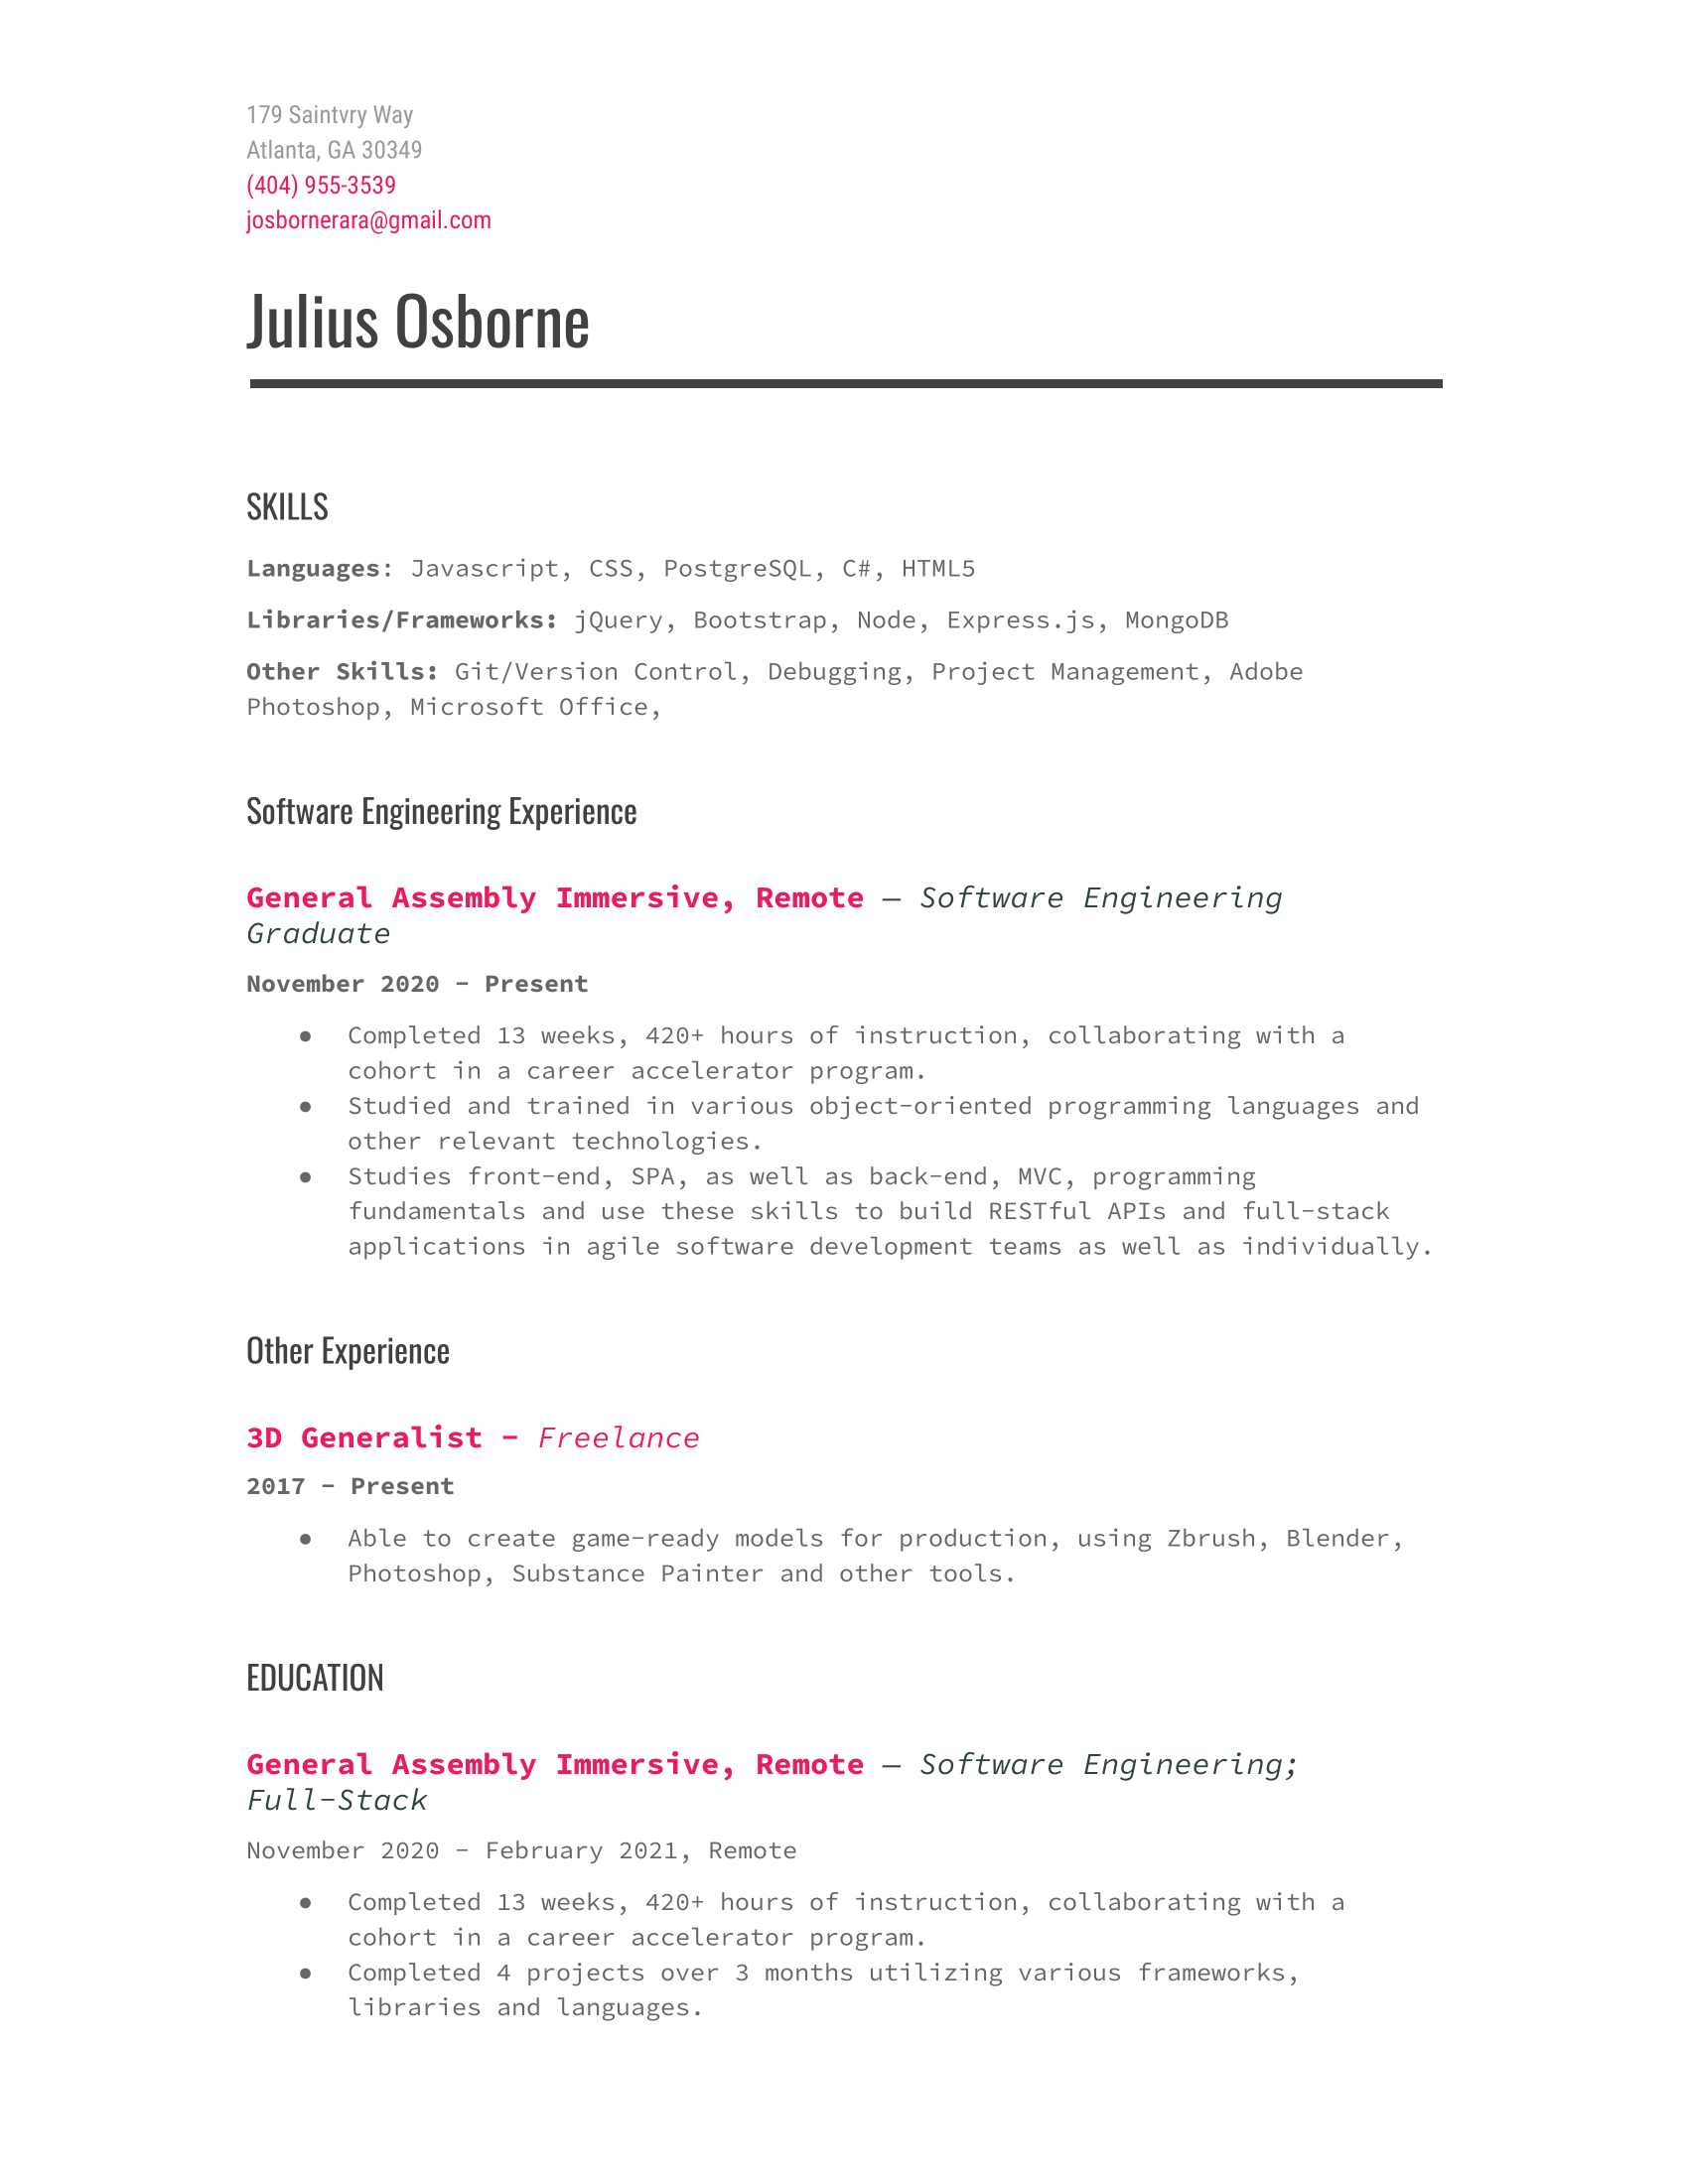 179 Saintvry Way
Atlanta, GA 30349
(404) 955-3539
josbornerara@gmail.com
Julius Osborne
SKILLS
Languages: Javascript, CSS, PostgreSQL, C#, HTML5
Libraries/Frameworks: jQuery, Bootstrap, Node, Express.js, MongoDB
Other Skills: Git/Version Control, Debugging, Project Management, Adobe
Photoshop, Microsoft Office,
Software Engineering Experience
General Assembly Immersive, Remote — Software Engineering
Graduate
November 2020 - Present
● Completed 13 weeks, 420+ hours of instruction, collaborating with a
cohort in a career accelerator program.
● Studied and trained in various object-oriented programming languages and
other relevant technologies.
● Studies front-end, SPA, as well as back-end, MVC, programming
fundamentals and use these skills to build RESTful APIs and full-stack
applications in agile software development teams as well as individually.
Other Experience
3D Generalist - Freelance
2017 - Present
● Able to create game-ready models for production, using Zbrush, Blender,
Photoshop, Substance Painter and other tools.
EDUCATION
General Assembly Immersive, Remote — Software Engineering;
Full-Stack
November 2020 - February 2021, Remote
● Completed 13 weeks, 420+ hours of instruction, collaborating with a
cohort in a career accelerator program.
● Completed 4 projects over 3 months utilizing various frameworks,
libraries and languages.